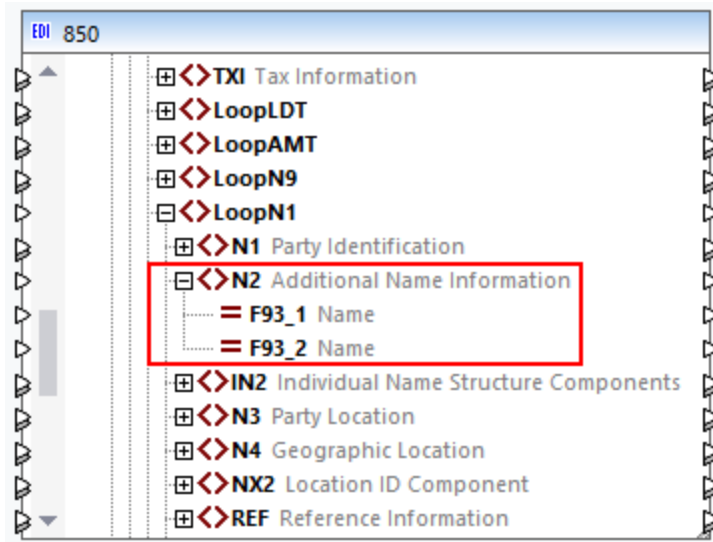 EDI 850
TXI Tax Information
LoopLDT
LoopAMT
LoopN9
LoopN1
N1 Party Identification
N2 Additional Name Information
F93_1 Name
F93_2 Name
IN2 Individual Name Structure Components
N3 Party Location
N4 Geographic Location
NX2 Location ID Component
REF Reference Information